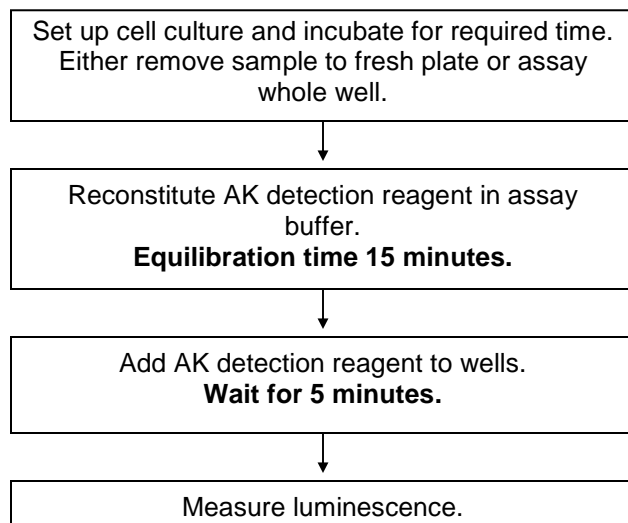 Set up cell culture and incubate for required time.
Either remove sample to fresh plate or assay
whole well.
Reconstitute AK detection reagent in assay
buffer.
Equilibration time 15 minutes.
Add AK detection reagent to wells.
Wait for 5 minutes.
Measure luminescence.